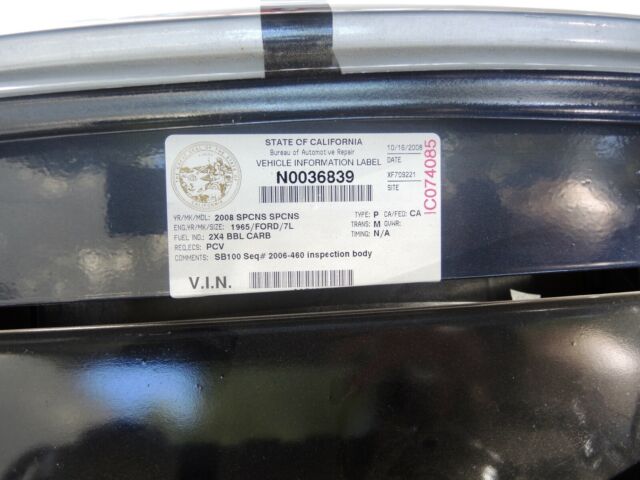 STATE OF CALIFORNIA
Bureau of Automotive Repair
VEHICLE INFORMATION LABEL
N0036839
10/16/2008
DATE
XF709221
SITE
IC074085
YR/MK/MDL: 2008 SPCNS SPCNS
TYPE: P CA/FED: CA
ENG.YR/MK/SIZE: 1965/FORD/7L
TRANS: M GVWR:
FUEL IND.: 2X4 BBL CARB
TIMING: N/A
REQ.ECS: PCV
COMMENTS: SB100 Seq# 2006-460 inspection body
V.I.N.